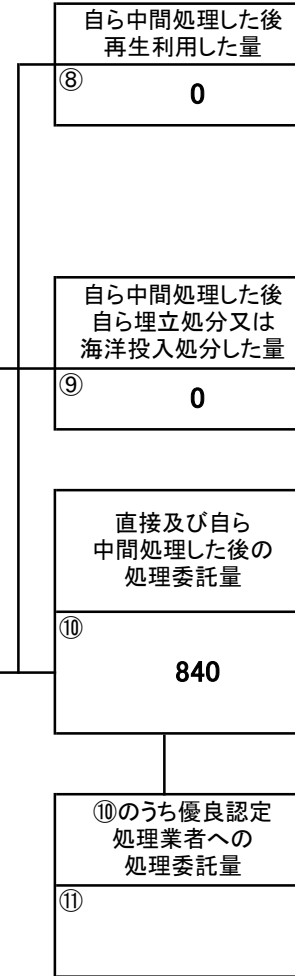 自ら中間処理した後
再生利用した量
⑧
0
自ら中間処理した後
自ら埋立処分又は
海洋投入処分した量
⑨
0
直接及び自ら
中間処理した後の
処理委託量
⑩
840
⑩のうち優良認定
処理業者への
処理委託量
⑪